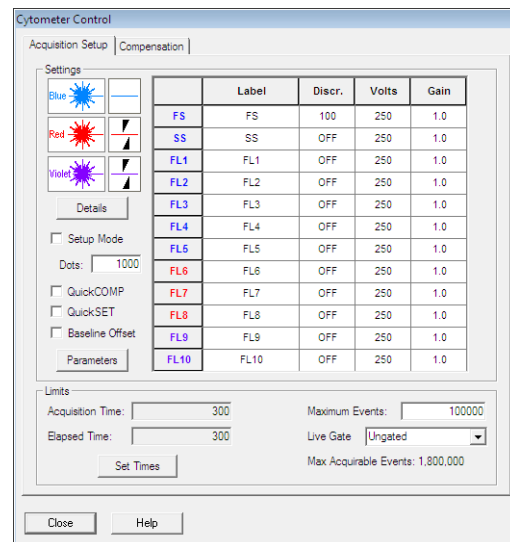 Cytometer Control
Acquisition Setup Compensation
Settings
Blue
Red
Violet
Details
Setup Mode
Dots: 1000
QuickCOMP
QuickSET
Baseline Offset
Parameters
Label Discr. Volts Gain
FS FS 100 250 1.0
SS SS OFF 250 1.0
FL1 FL1 OFF 250 1.0
FL2 FL2 OFF 250 1.0
FL3 FL3 OFF 250 1.0
FL4 FL4 OFF 250 1.0
FL5 FL5 OFF 250 1.0
FL6 FL6 OFF 250 1.0
FL7 FL7 OFF 250 1.0
FL8 FL8 OFF 250 1.0
FL9 FL9 OFF 250 1.0
FL10 FL10 OFF 250 1.0
Limits
Acquisition Time: 300
Elapsed Time: 300
Set Times
Maximum Events: 100000
Live Gate Ungated
Max Acquirable Events: 1,800,000
Close Help